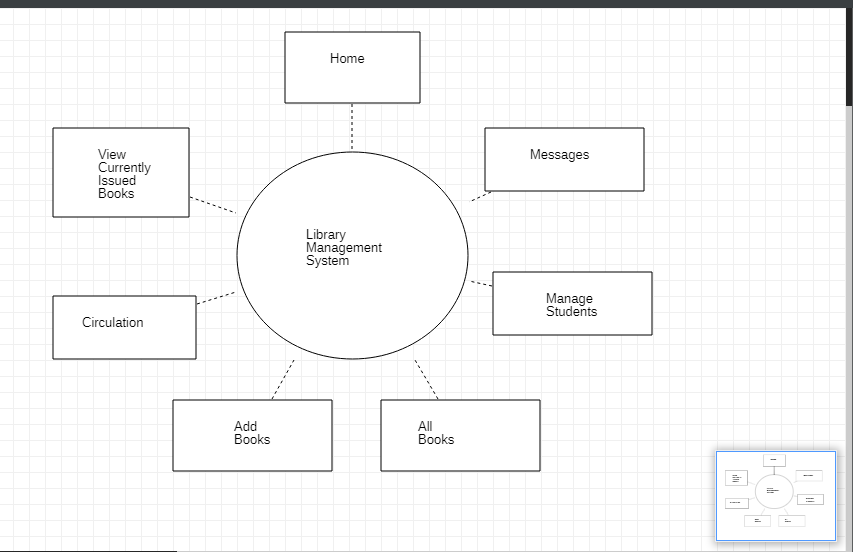 Home
View
Currently
Issued
Books
Messages
Library
Management
System
Manage
Students
Circulation
Add
Books
All
Books